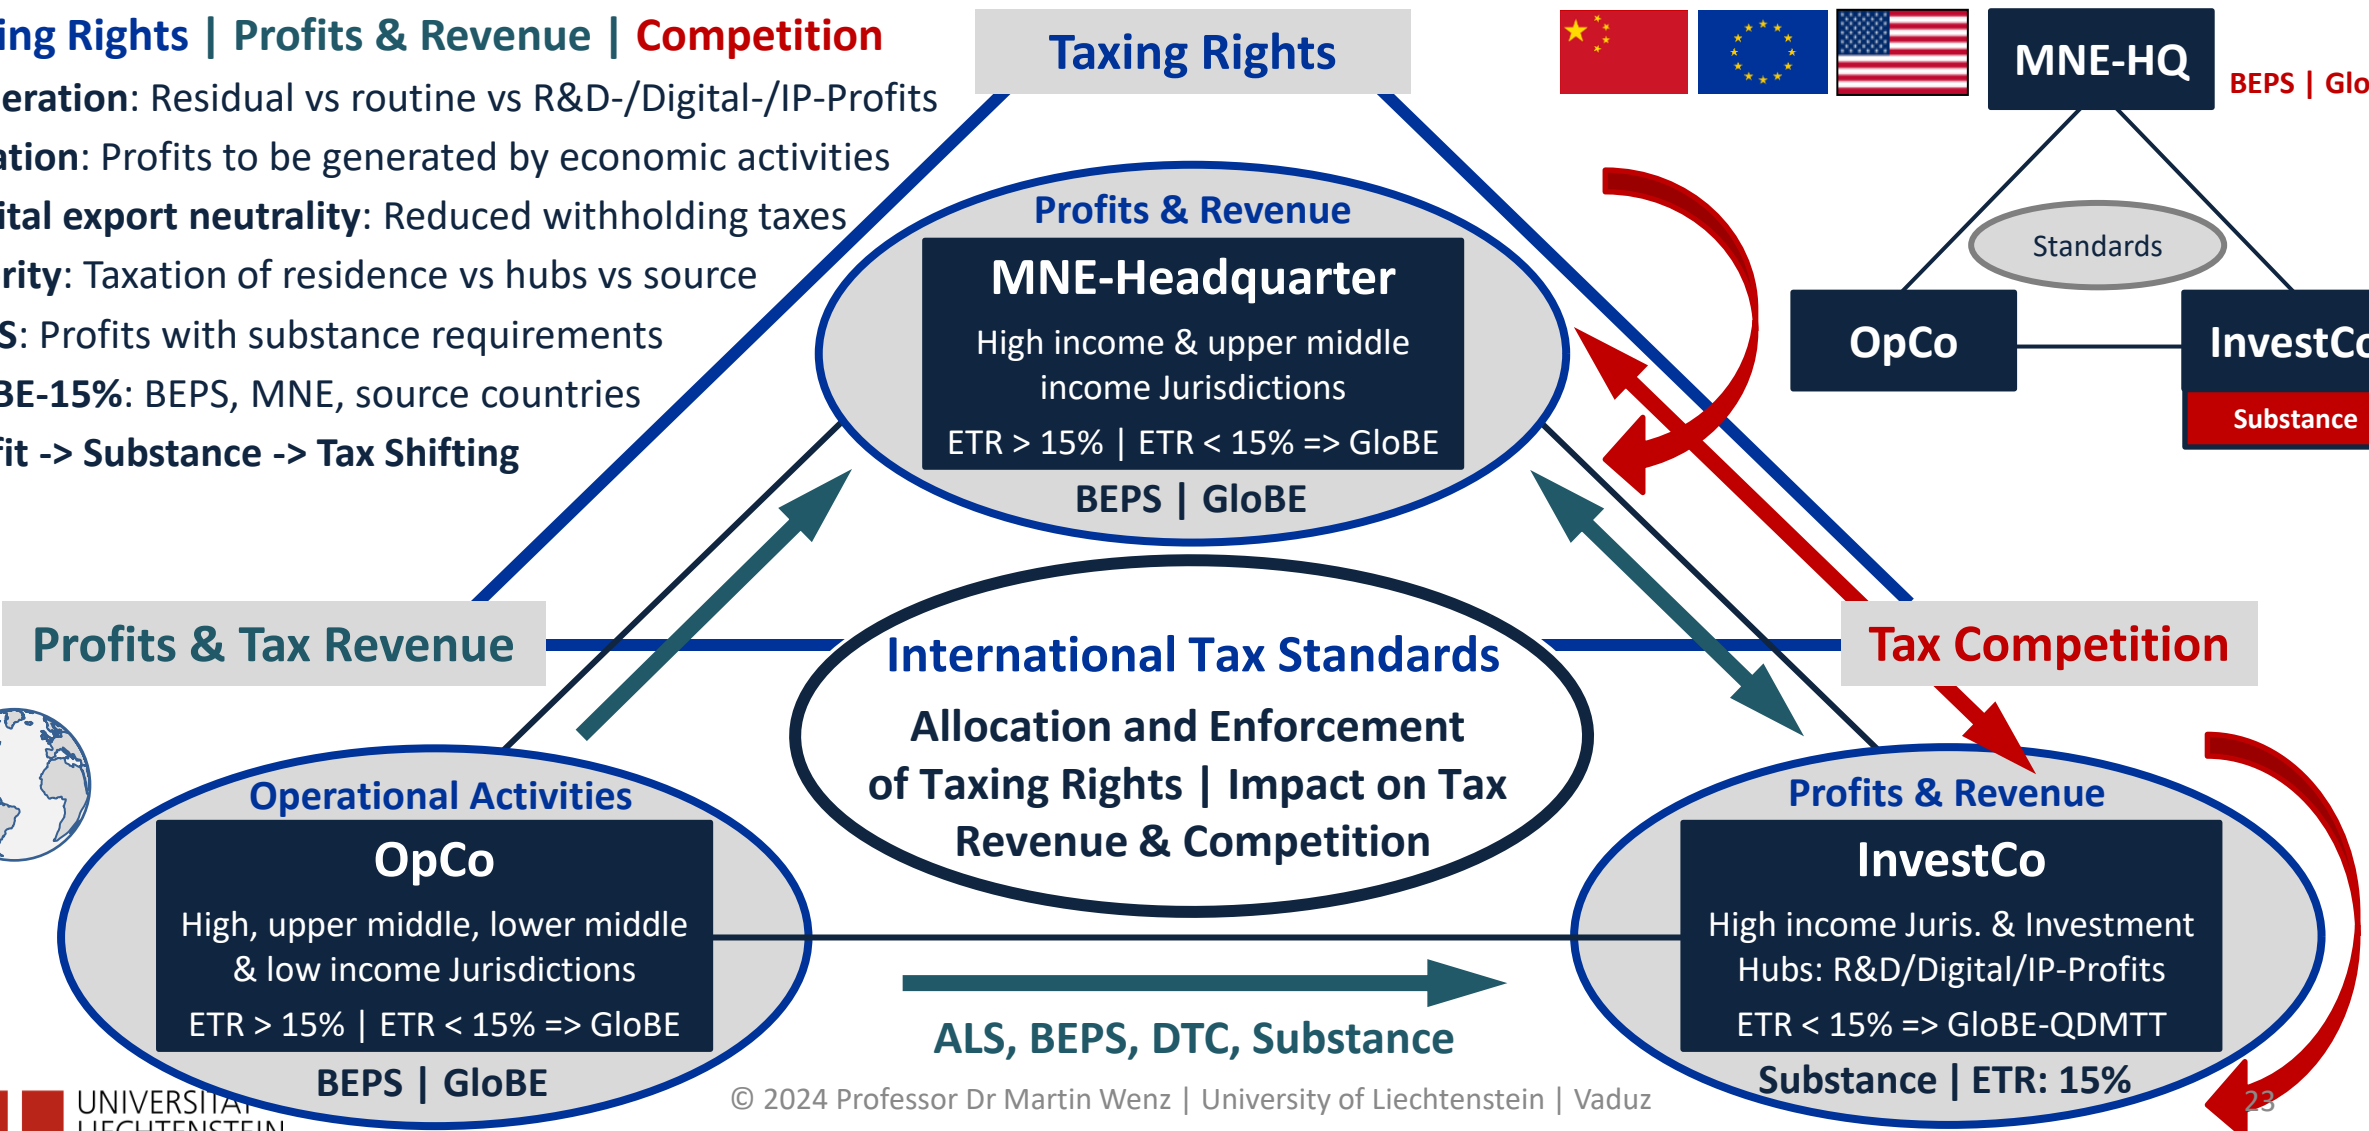 ing Rights | Profits & Revenue | Competition
eration: Residual vs routine vs R&D-/Digital-/IP-Profits
ation: Profits to be generated by economic activities
ital export neutrality: Reduced withholding taxes
rity: Taxation of residence vs hubs vs source
S: Profits with substance requirements
BE-15%: BEPS, MNE, source countries
fit -> Substance -> Tax Shifting
Taxing Rights
MNE-HQ
BEPS | Glo
Standards
OpCo
InvestCo
Substance
Profits & Revenue
MNE-Headquarter
High income & upper middle
income Jurisdictions
ETR > 15% | ETR < 15% => GloBE
BEPS | GloBE
Profits & Tax Revenue
Tax Competition
International Tax Standards
Allocation and Enforcement
of Taxing Rights | Impact on Tax
Revenue & Competition
Operational Activities
OpCo
High, upper middle, lower middle
& low income Jurisdictions
ETR > 15% | ETR < 15% => GloBE
BEPS | GloBE
Profits & Revenue
InvestCo
High income Juris. & Investment
Hubs: R&D/Digital/IP-Profits
ETR < 15% => GloBE-QDMTT
Substance | ETR: 15%
ALS, BEPS, DTC, Substance
UNIVERSITÄT
LIECHTENSTEIN
© 2024 Professor Dr Martin Wenz | University of Liechtenstein | Vaduz
23